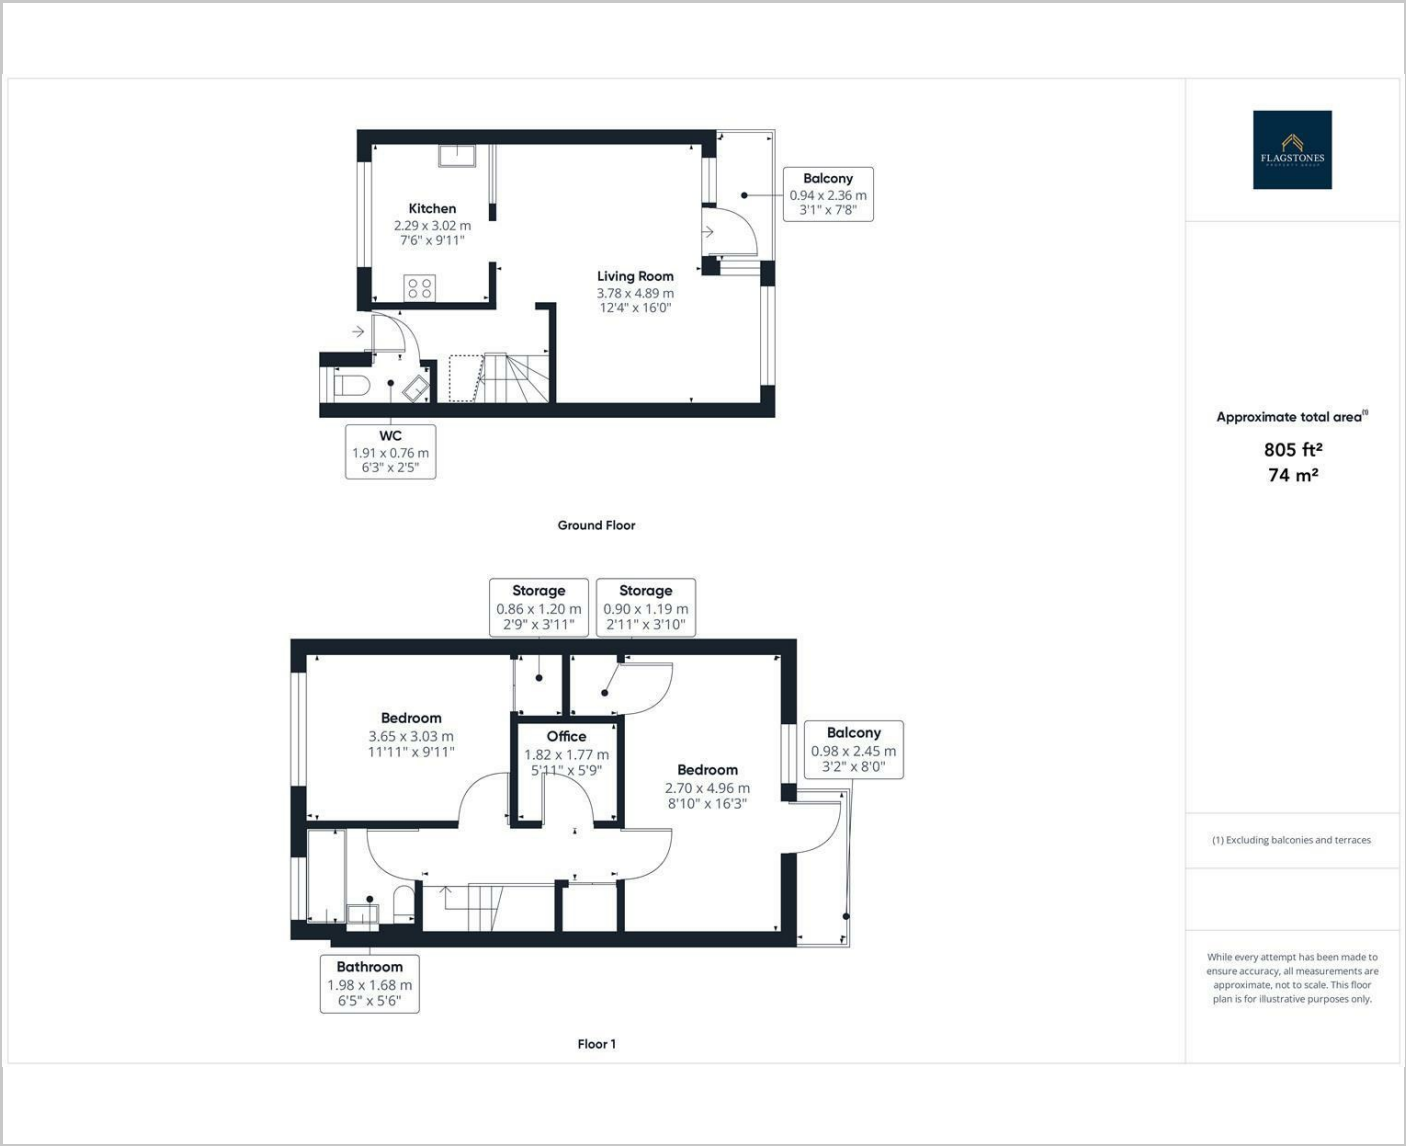 Kitchen
2.29 x 3.02 m
7'6" x 9'11"
Balcony
0.94 x 2.36 m
3'1" x 7'8"
Living Room
3.78 x 4.89 m
12'4" x 16'0"
WC
1.91 x 0.76 m
6'3" x 2'5"
Ground Floor
Storage
0.86 x 1.20 m
2'9" x 3'11"
Storage
0.90 x 1.19 m
2'11" x 3'10"
Bedroom
3.65 x 3.03 m
11'11" x 9'11"
Office
1.82 x 1.77 m
5'11" x 5'9"
Bedroom
2.70 x 4.96 m
8'10" x 16'3"
Balcony
0.98 x 2.45 m
3'2" x 8'0"
Bathroom
1.98 x 1.68 m
6'5" x 5'6"
Floor 1
FLAGSTONES
PROPERTY GROUP
Approximate total area(1)
805 ft²
74 m²
(1) Excluding balconies and terraces
While every attempt has been made to
ensure accuracy, all measurements are
approximate, not to scale. This floor
plan is for illustrative purposes only.